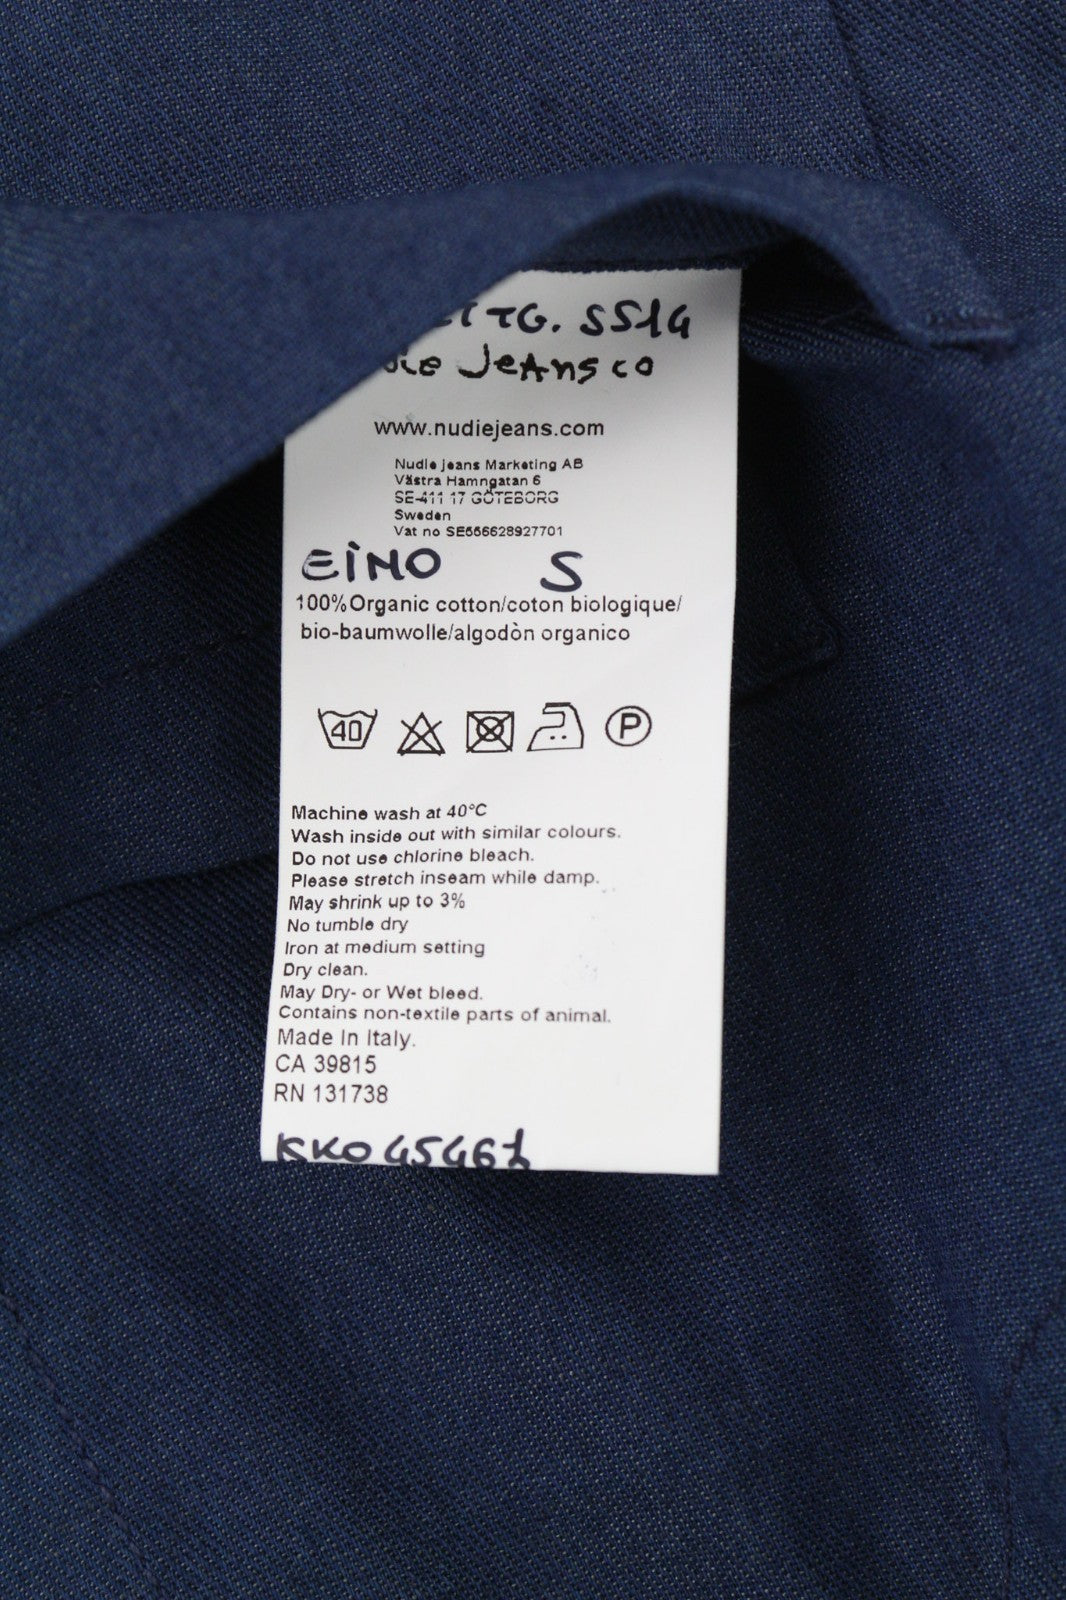 TG. SS14
Jeans co
www.nudiejeans.com
Nudie Jeans Marketing AB
Västra Hamngatan 6
SE-411 17 GÖTEBORG
Sweden
Vat no SE556628927701
EINO S
100%Organic cotton/coton biologique/
bio-baumwolle/algodòn organico
40 P
Machine wash at 40°C
Wash inside out with similar colours.
Do not use chlorine bleach.
Please stretch inseam while damp.
May shrink up to 3%
No tumble dry
Iron at medium setting
Dry clean.
May Dry- or Wet bleed.
Contains non-textile parts of animal.
Made In Italy.
CA 39815
RN 131738